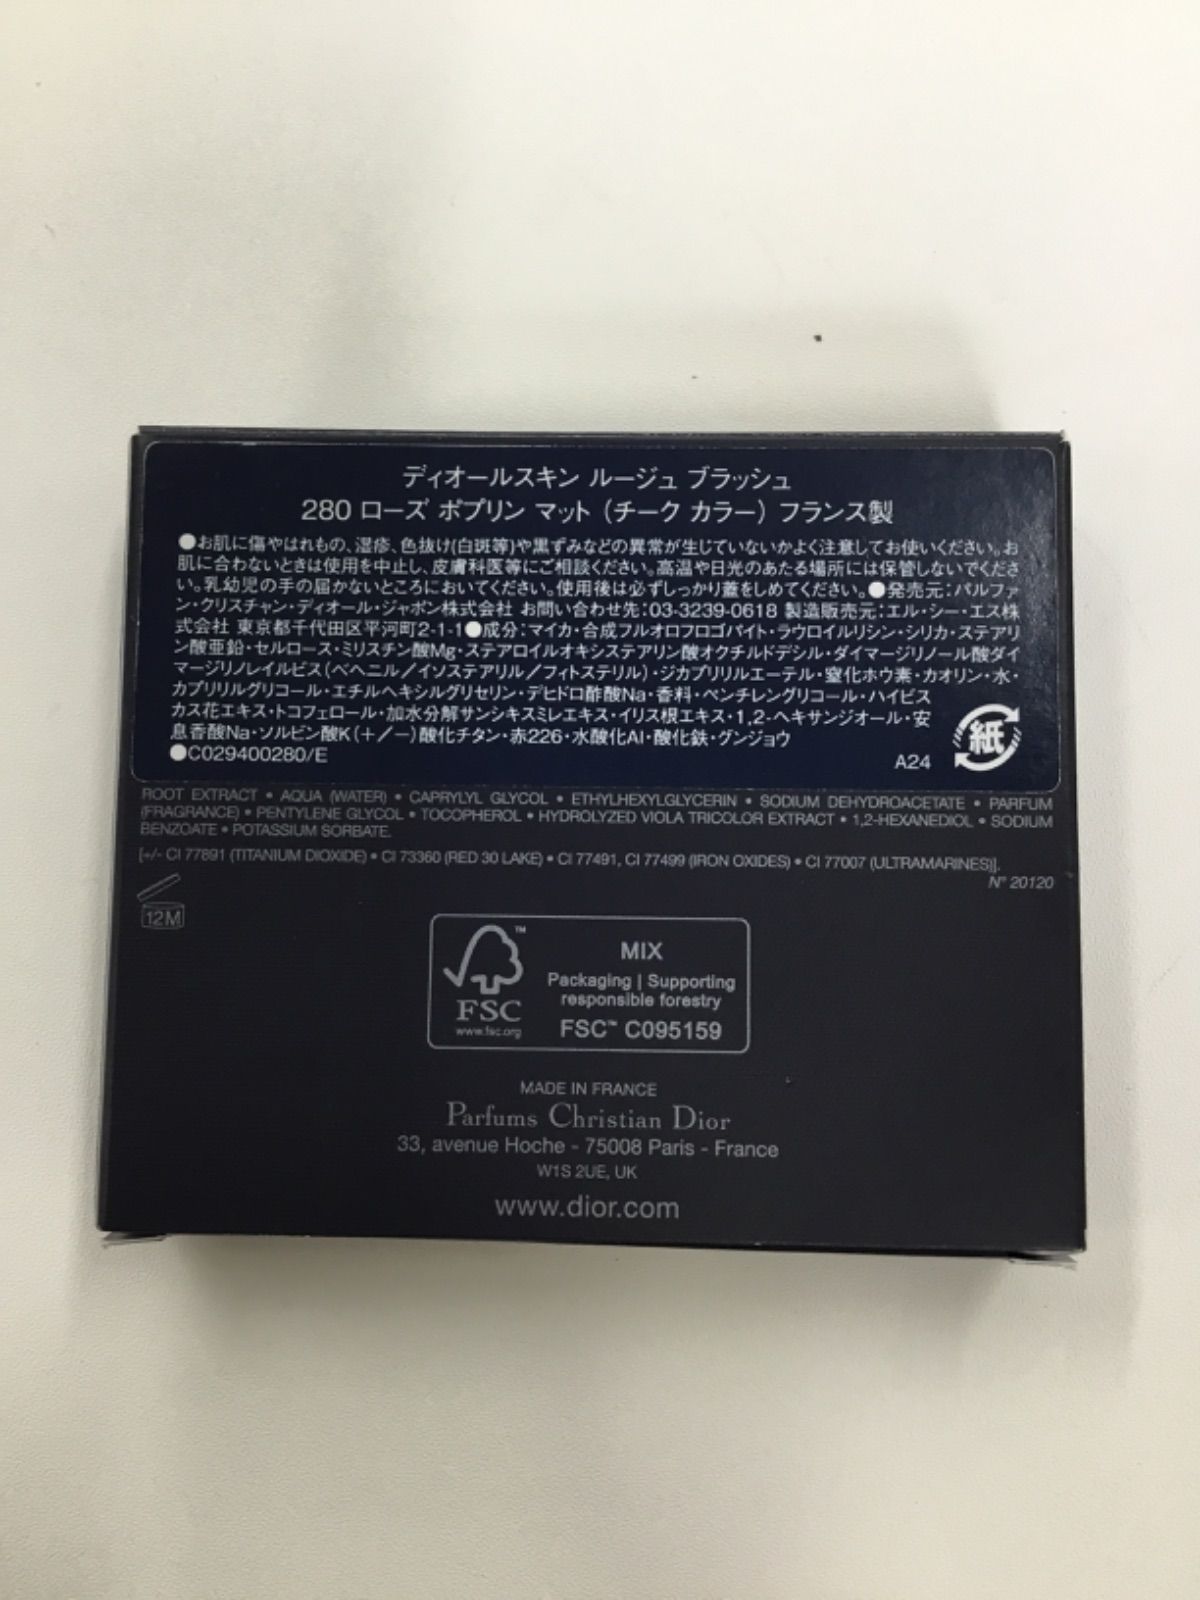 ディオールスキン ルージュ ブラッシュ
280 ローズ ポプリン マット（チーク カラー）フランス製
●お肌に傷やはれもの、湿疹、色抜け(白斑等)や黒ずみなどの異常が生じていないかよく注意してお使いください。お
肌に合わないときは使用を中止し、皮膚科医等にご相談ください。高温や日光のあたる場所には保管しないでくださ
い。乳幼児の手の届かないところにおいてください。使用後は必ずしっかり蓋をしめてください。●発売元：パルファ
ン・クリスチャン・ディオール・ジャポン株式会社 お問い合わせ先：03-3239-0618 製造販売元：エル・シー・エス株
式会社 東京都千代田区平河町2-1-1●成分：マイカ・合成フルオロフロゴパイト・ラウロイルリシン・シリカ・ステアリ
ン酸亜鉛・セルロース・ミリスチン酸Mg・ステアロイルオキシステアリン酸オクチルドデシル・ダイマージリノール酸ダイ
マージリノレイルビス（ベヘニル／イソステアリル／フィトステリル）・ジカプリリルエーテル・窒化ホウ素・カオリン・水・
カプリリルグリコール・エチルヘキシルグリセリン・デヒドロ酢酸Na・香料・ペンチレングリコール・ハイビス
カス花エキス・トコフェロール・加水分解サンシキスミレエキス・イリス根エキス・1,2-ヘキサンジオール・安
息香酸Na・ソルビン酸K（＋／－）酸化チタン・赤226・水酸化Al・酸化鉄・グンジョウ
●C029400280/E
A24
紙
ROOT EXTRACT • AQUA (WATER) • CAPRYLYL GLYCOL • ETHYLHEXYLGLYCERIN • SODIUM DEHYDROACETATE • PARFUM
(FRAGRANCE) • PENTYLENE GLYCOL • TOCOPHEROL • HYDROLYZED VIOLA TRICOLOR EXTRACT • 1,2-HEXANEDIOL • SODIUM
BENZOATE • POTASSIUM SORBATE.
[+/- CI 77891 (TITANIUM DIOXIDE) • CI 73360 (RED 30 LAKE) • CI 77491, CI 77499 (IRON OXIDES) • CI 77007 (ULTRAMARINES)].
N° 20120
12M
™
FSC
www.fsc.org
MIX
Packaging | Supporting
responsible forestry
FSC™ C095159
MADE IN FRANCE
Parfums Christian Dior
33, avenue Hoche - 75008 Paris - France
W1S 2UE, UK
www.dior.com